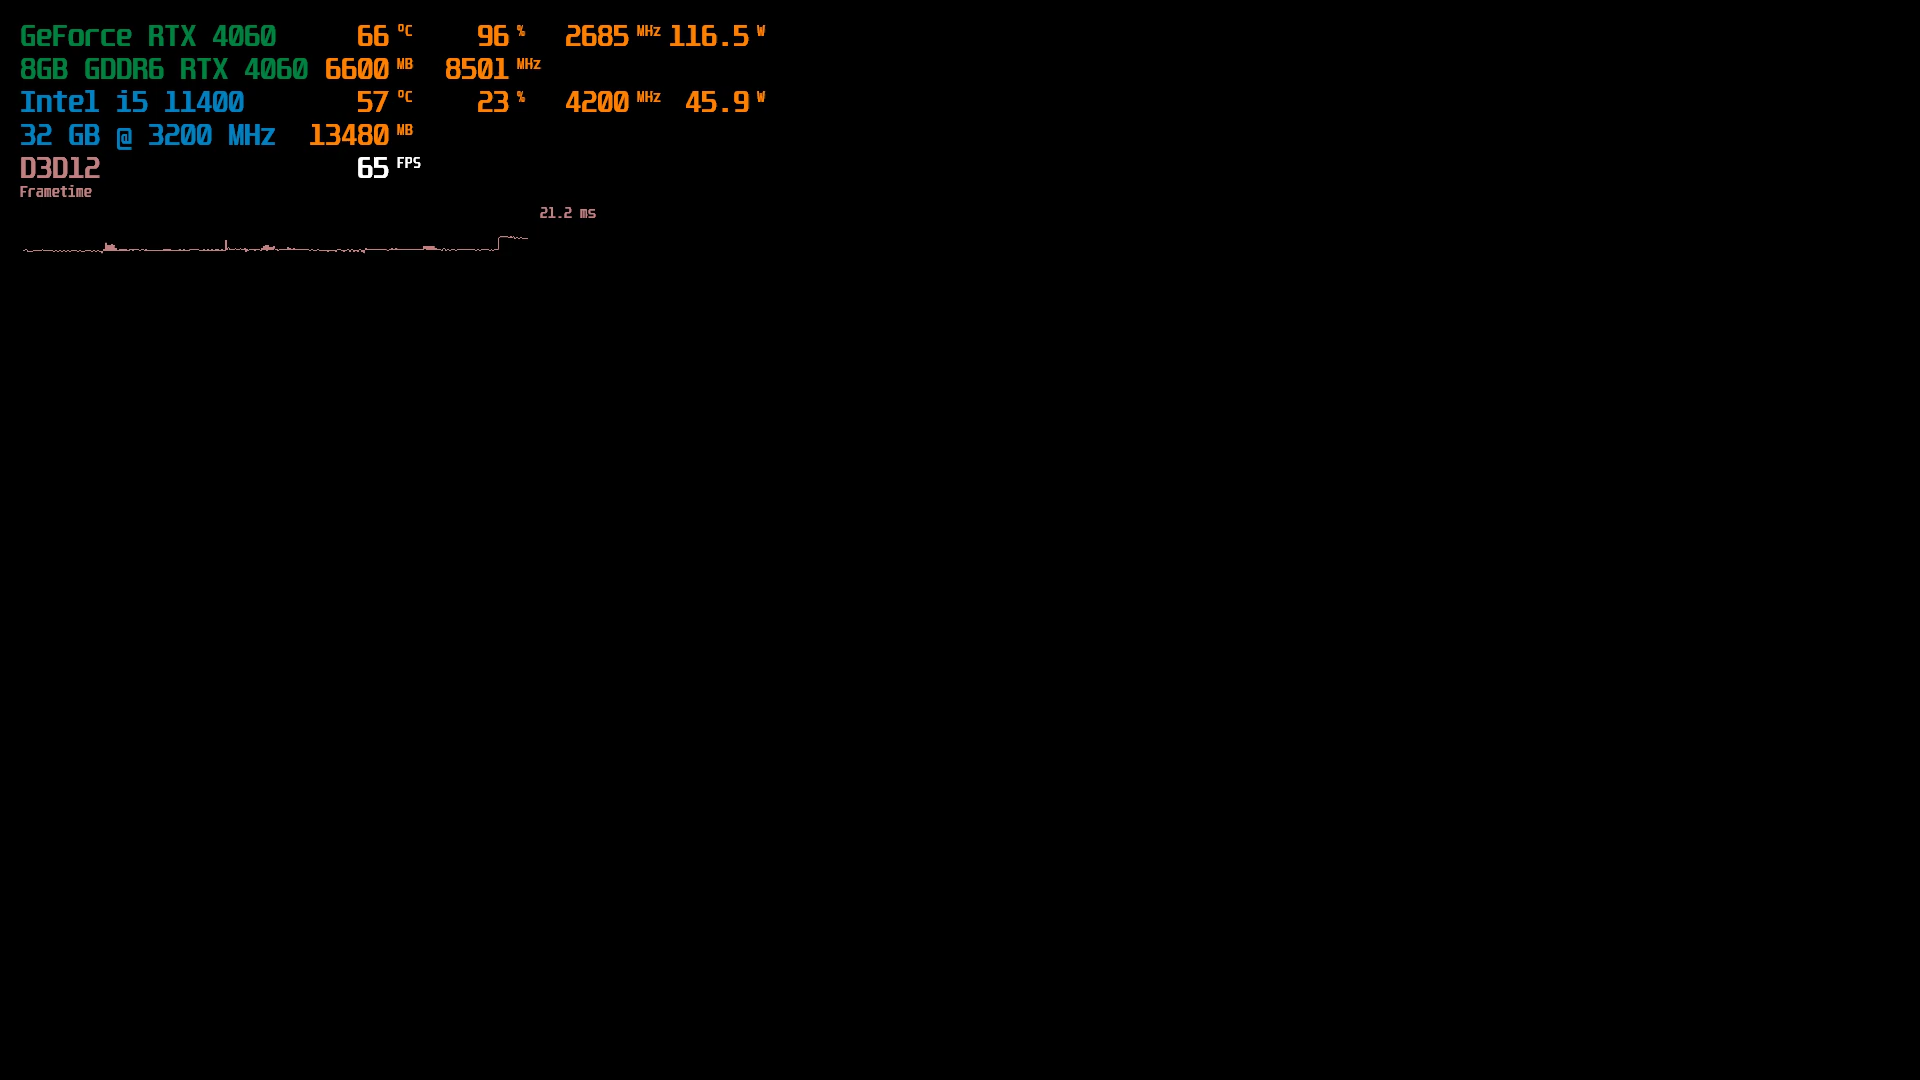 GeForce RTX 4060 66 °C 96 % 2685 MHz 116.5 W
8GB GDDR6 RTX 4060 6600 MB 8501 MHz
Intel i5 11400 57 °C 23 % 4200 MHz 45.9 W
32 GB @ 3200 MHz 13480 MB
D3D12 65 FPS
Frametime
21.2 ms